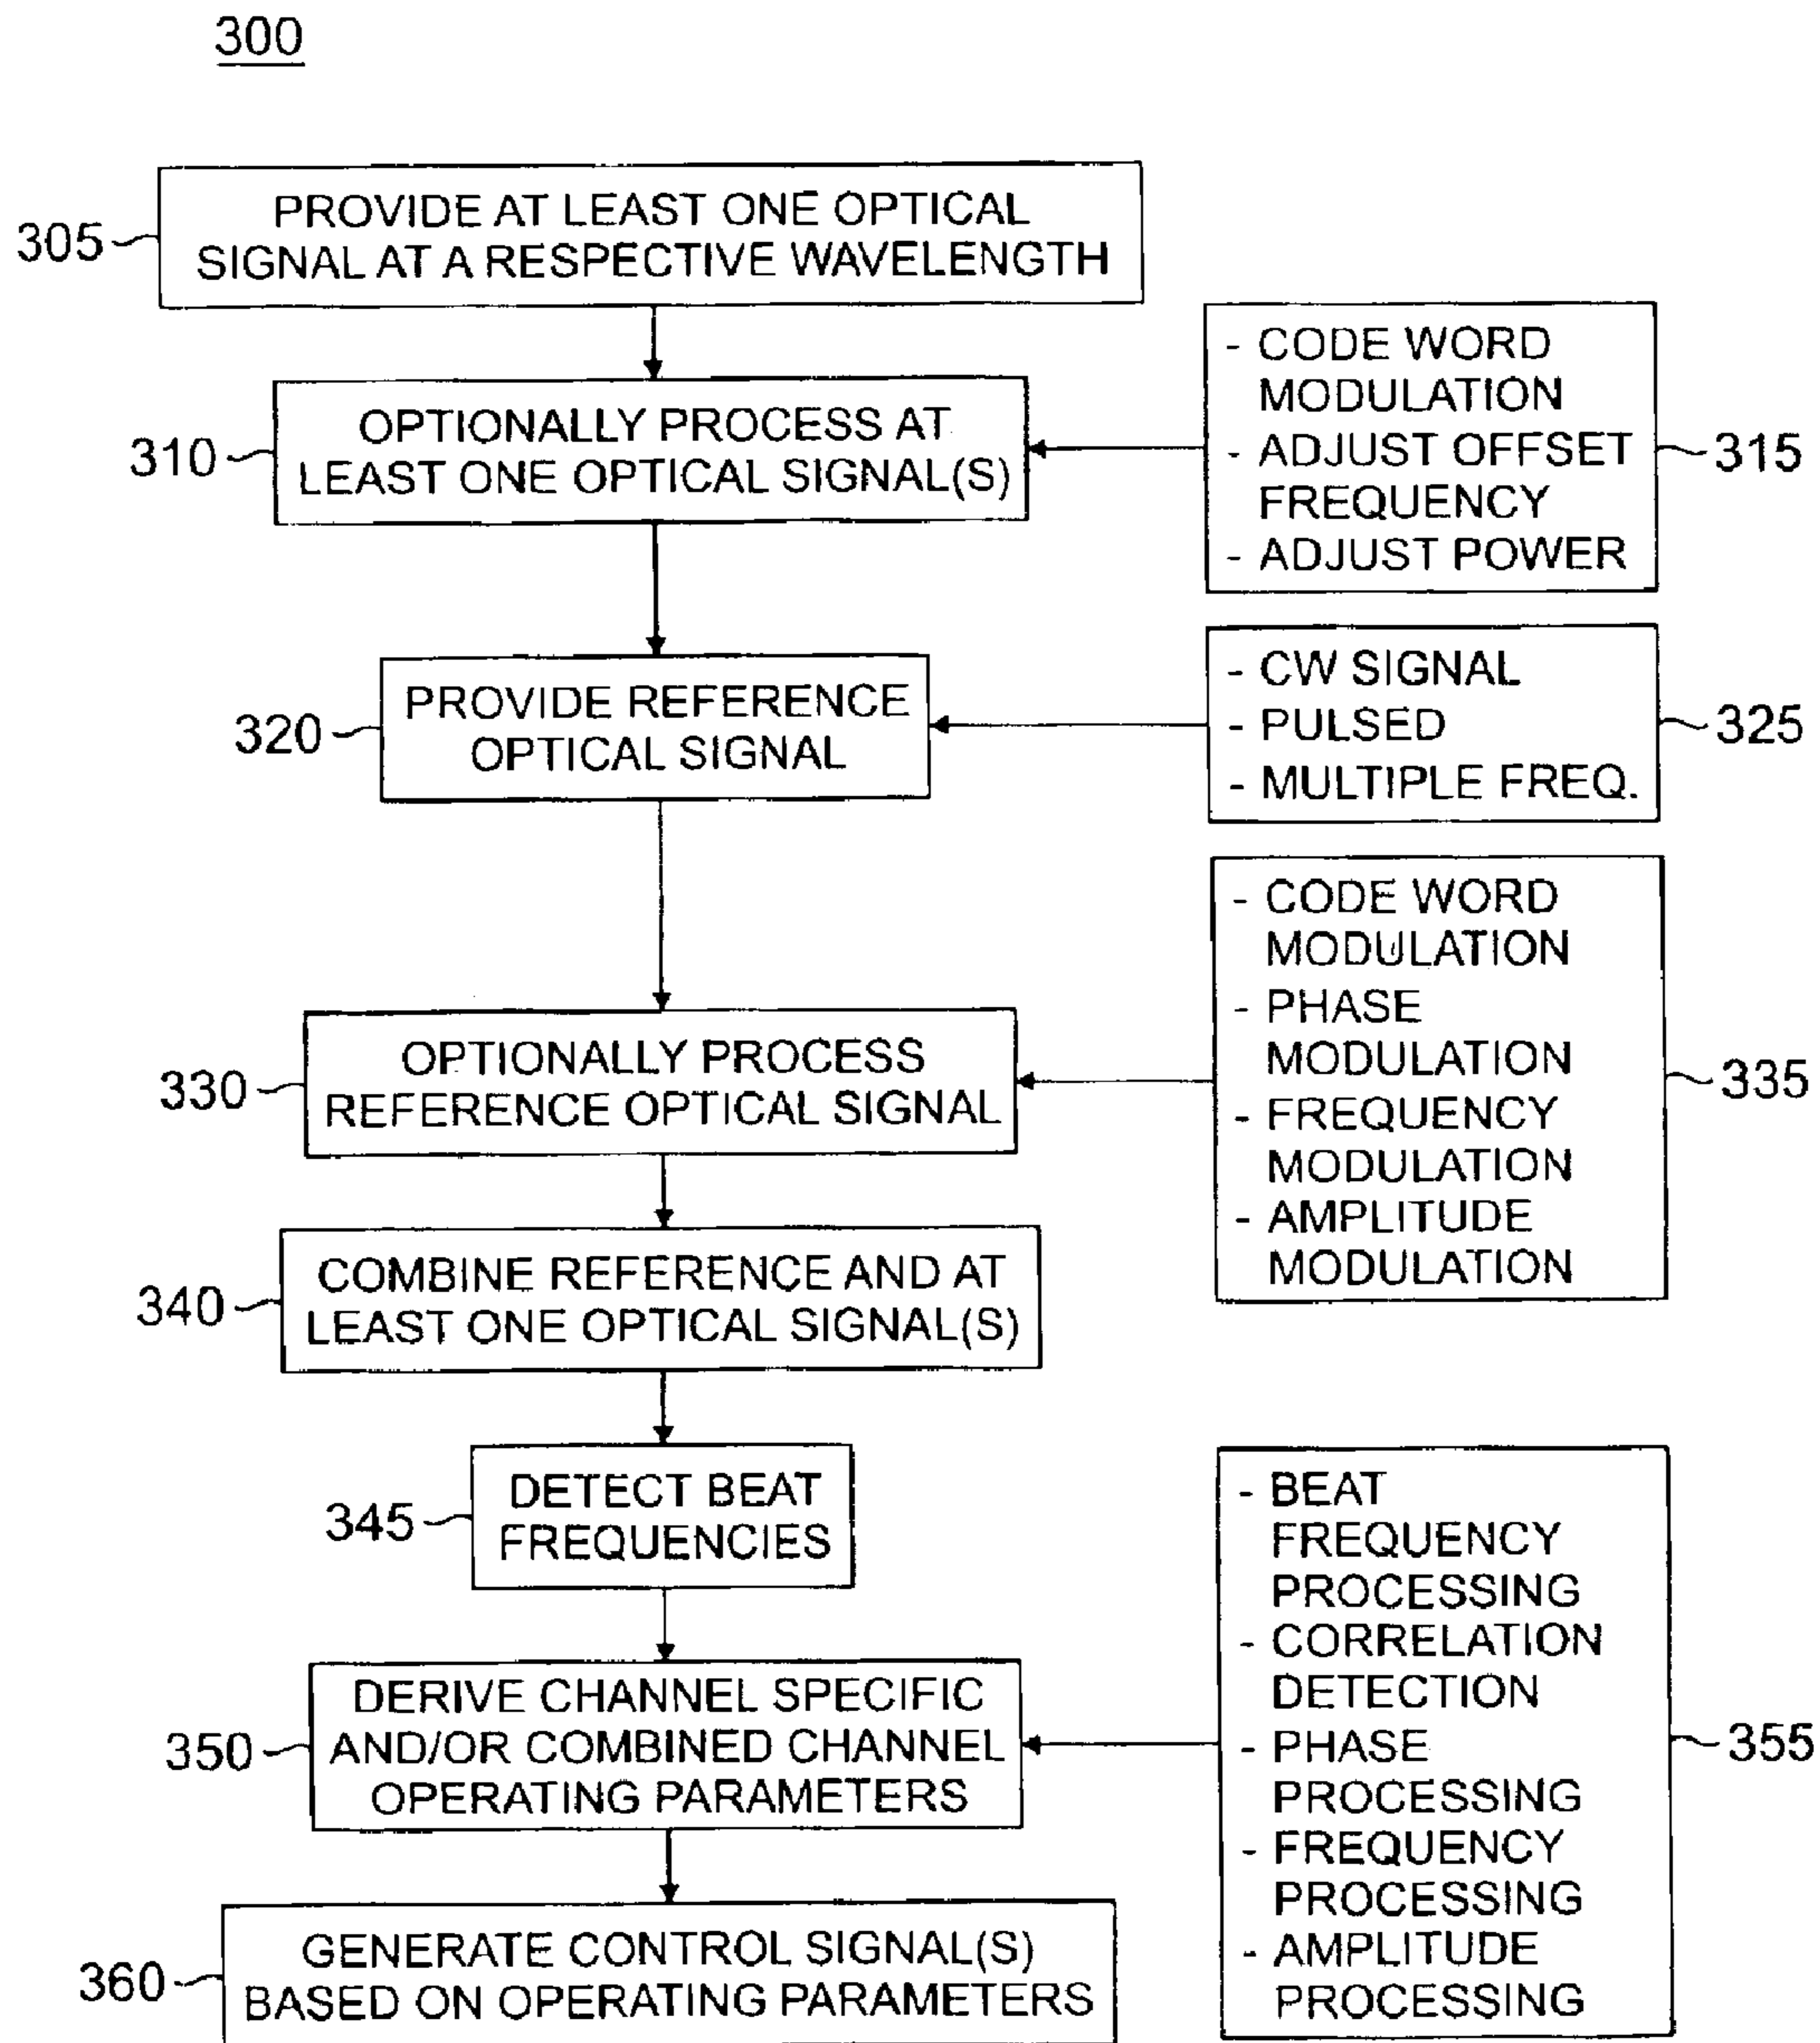 300
305
PROVIDE AT LEAST ONE OPTICAL
SIGNAL AT A RESPECTIVE WAVELENGTH
310
OPTIONALLY PROCESS AT
LEAST ONE OPTICAL SIGNAL(S)
- CODE WORD
MODULATION
- ADJUST OFFSET
FREQUENCY
- ADJUST POWER
315
320
PROVIDE REFERENCE
OPTICAL SIGNAL
- CW SIGNAL
- PULSED
- MULTIPLE FREQ.
325
330
OPTIONALLY PROCESS
REFERENCE OPTICAL SIGNAL
- CODE WORD
MODULATION
- PHASE
MODULATION
- FREQUENCY
MODULATION
- AMPLITUDE
MODULATION
335
340
COMBINE REFERENCE AND AT
LEAST ONE OPTICAL SIGNAL(S)
345
DETECT BEAT
FREQUENCIES
350
DERIVE CHANNEL SPECIFIC
AND/OR COMBINED CHANNEL
OPERATING PARAMETERS
- BEAT
FREQUENCY
PROCESSING
- CORRELATION
DETECTION
- PHASE
PROCESSING
- FREQUENCY
PROCESSING
- AMPLITUDE
PROCESSING
355
360
GENERATE CONTROL SIGNAL(S)
BASED ON OPERATING PARAMETERS